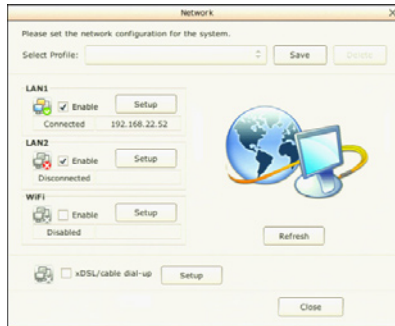 Network
Please set the network configuration for the system.
Select Profile: Save Delete
LAN1
Enable Setup
Connected 192.168.22.52
LAN2
Enable Setup
Disconnected
WiFi
Enable Setup
Disabled
Refresh
xDSL/cable dial-up Setup
Close